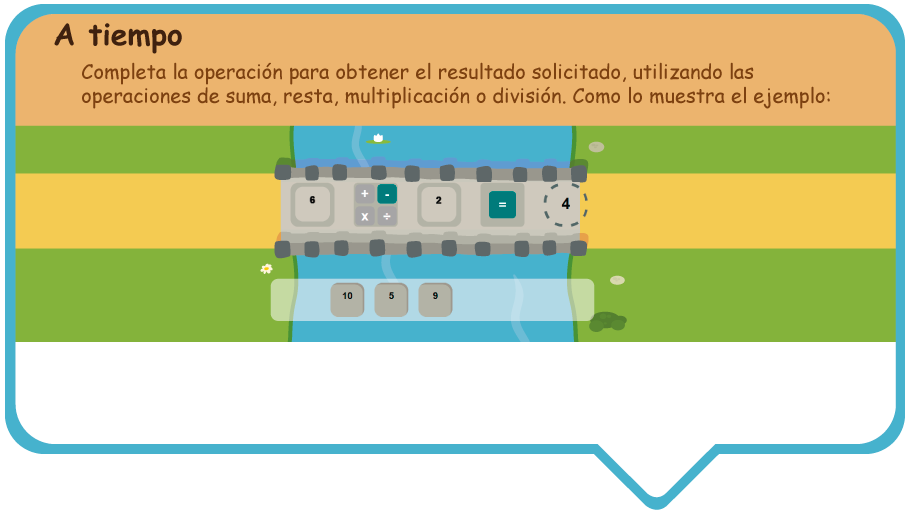 A tiempo
Completa la operación para obtener el resultado solicitado, utilizando las
operaciones de suma, resta, multiplicación o división. Como lo muestra el ejemplo:
6 + - x ÷ 2 = 4
10 5 9